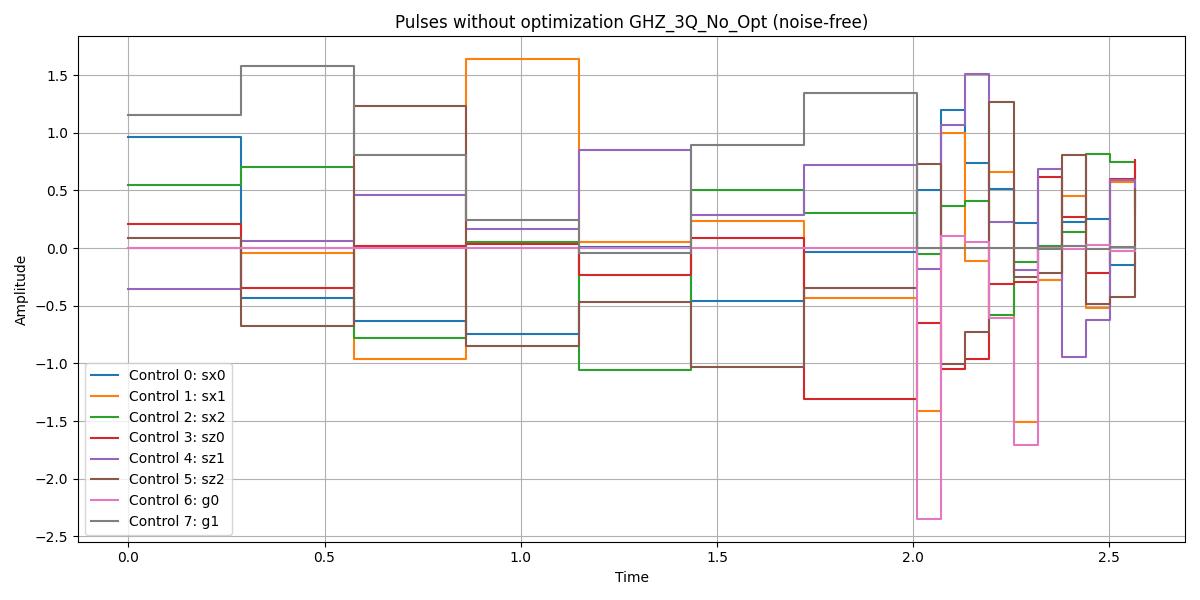 Pulses without optimization GHZ_3Q_No_Opt (noise-free)
1.5
1.0
0.5
0.0
−0.5
−1.0
−1.5
−2.0
−2.5
Amplitude
Control 0: sx0
Control 1: sx1
Control 2: sx2
Control 3: sz0
Control 4: sz1
Control 5: sz2
Control 6: g0
Control 7: g1
0.0 0.5 1.0 1.5 2.0 2.5
Time